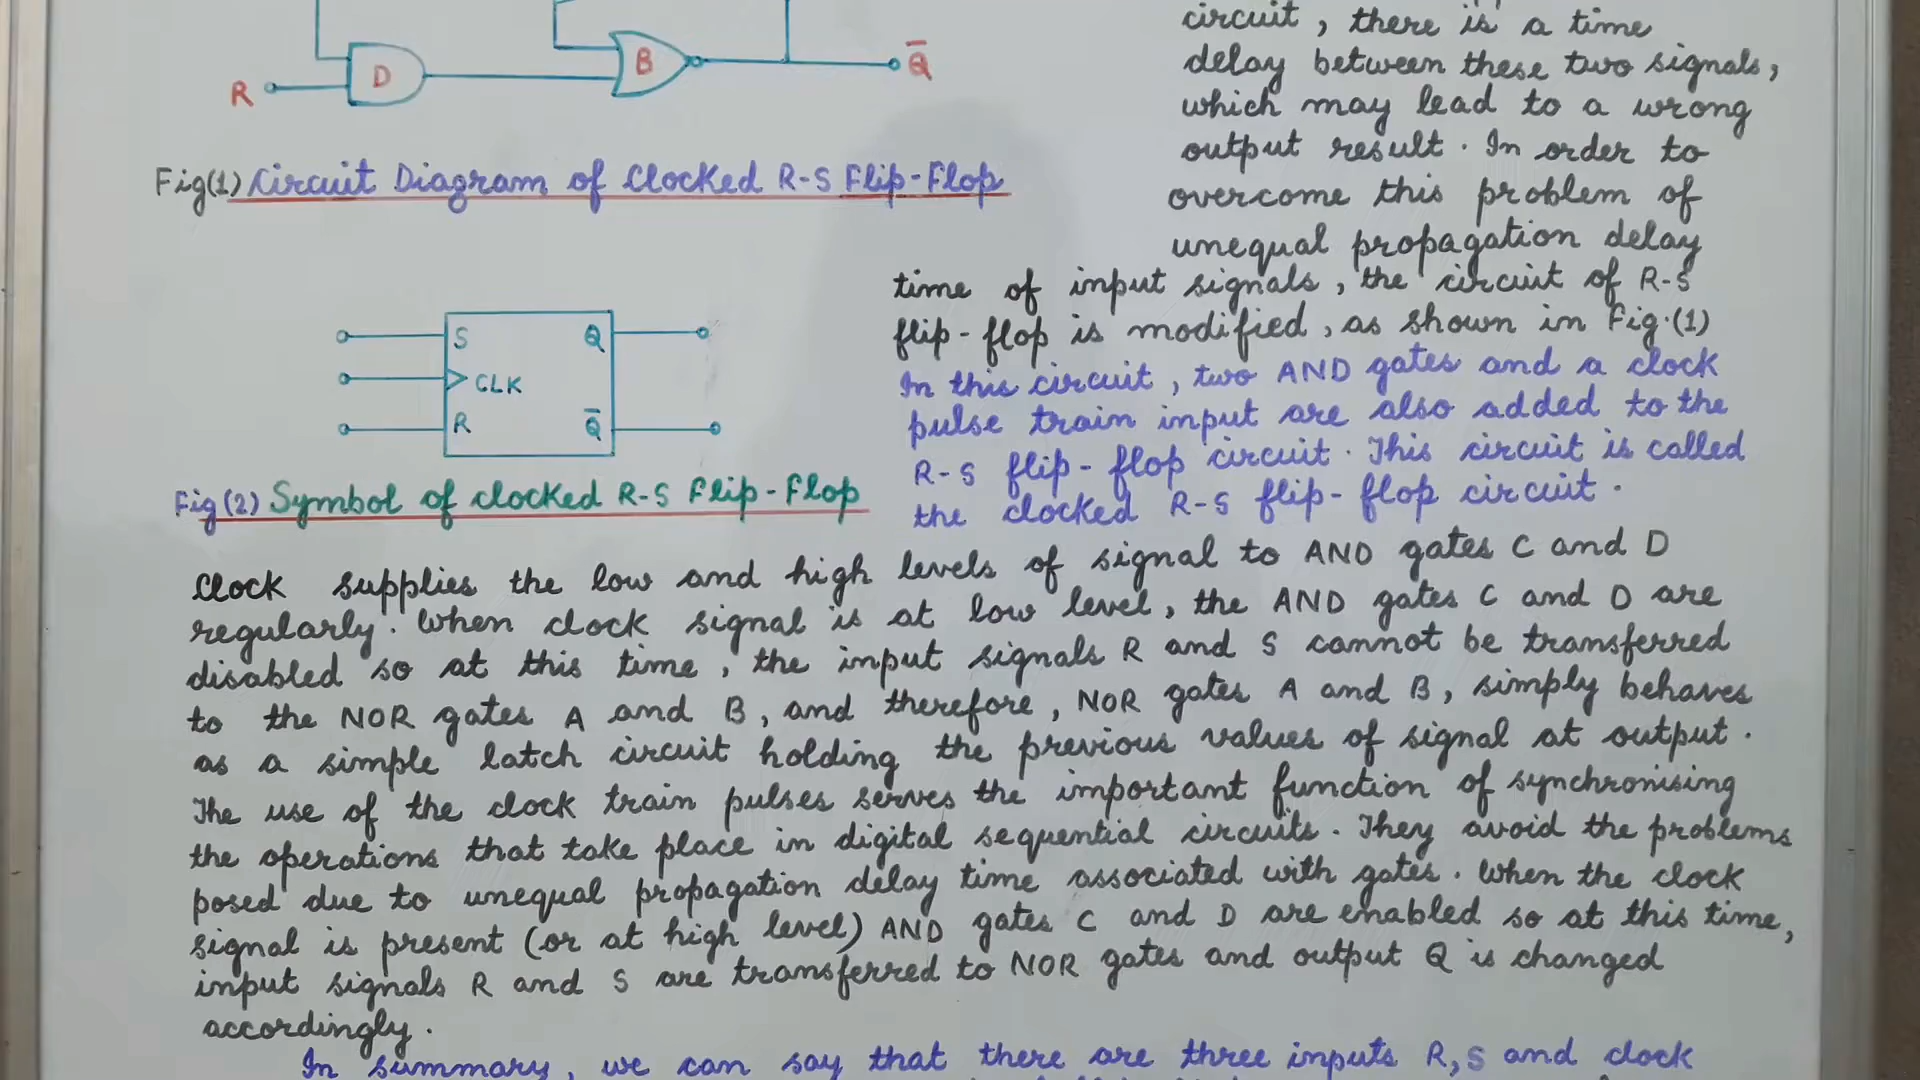 circuit, there is a time
delay between these two signals,
which may lead to a wrong
output result. In order to
overcome this problem of
unequal propagation delay
time of input signals, the circuit of R-S
flip-flop is modified, as shown in Fig.(1)
In this circuit, two AND gates and a clock
pulse train input are also added to the
R-S flip-flop circuit. This circuit is called
the clocked R-S flip-flop circuit.
R
D
B
Q̅
Fig(1) Circuit Diagram of Clocked R-S Flip-Flop
S
Q
CLK
R
Q̅
Fig(2) Symbol of clocked R-S Flip-Flop
Clock supplies the low and high levels of signal to AND gates C and D
regularly. When clock signal is at low level, the AND gates C and D are
disabled so at this time, the input signals R and S cannot be transferred
to the NOR gates A and B, and therefore, NOR gates A and B, simply behaves
as a simple latch circuit holding the previous values of signal at output.
The use of the clock train pulses serves the important function of synchronising
the operations that take place in digital sequential circuits. They avoid the problems
posed due to unequal propagation delay time associated with gates. When the clock
signal is present (or at high level) AND gates C and D are enabled so at this time,
input signals R and S are transferred to NOR gates and output Q is changed
accordingly.
In summary, we can say that there are three inputs R, S and clock